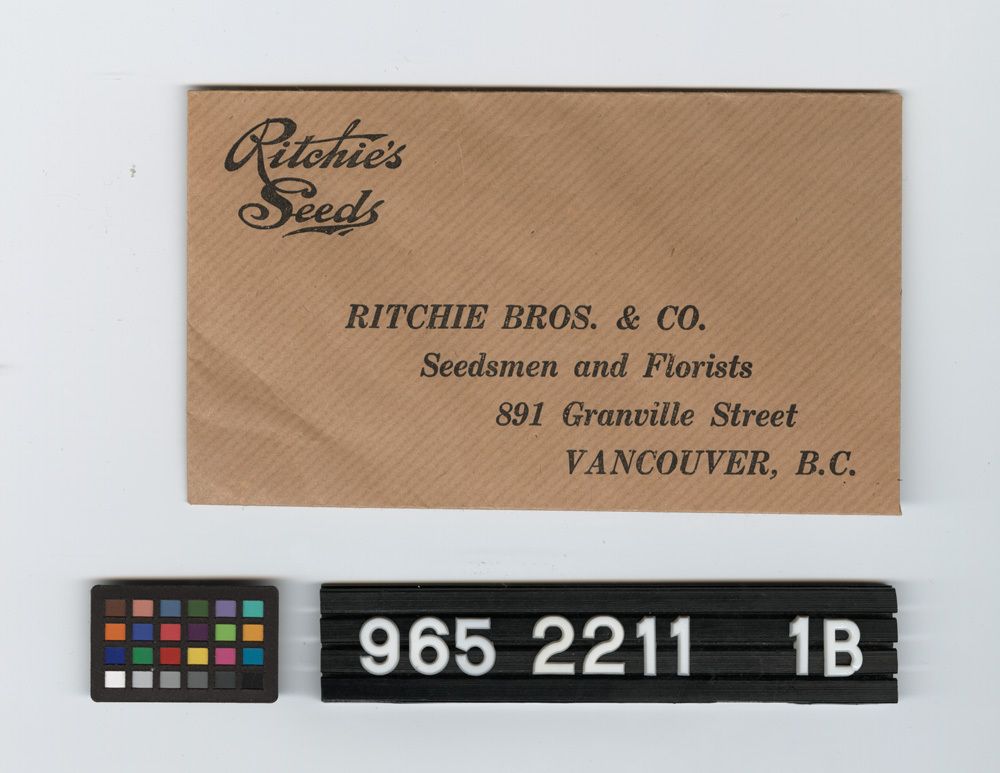 Ritchie's
Seeds
RITCHIE BROS. & CO.
Seedsmen and Florists
891 Granville Street
VANCOUVER, B.C.
965 2211 1B